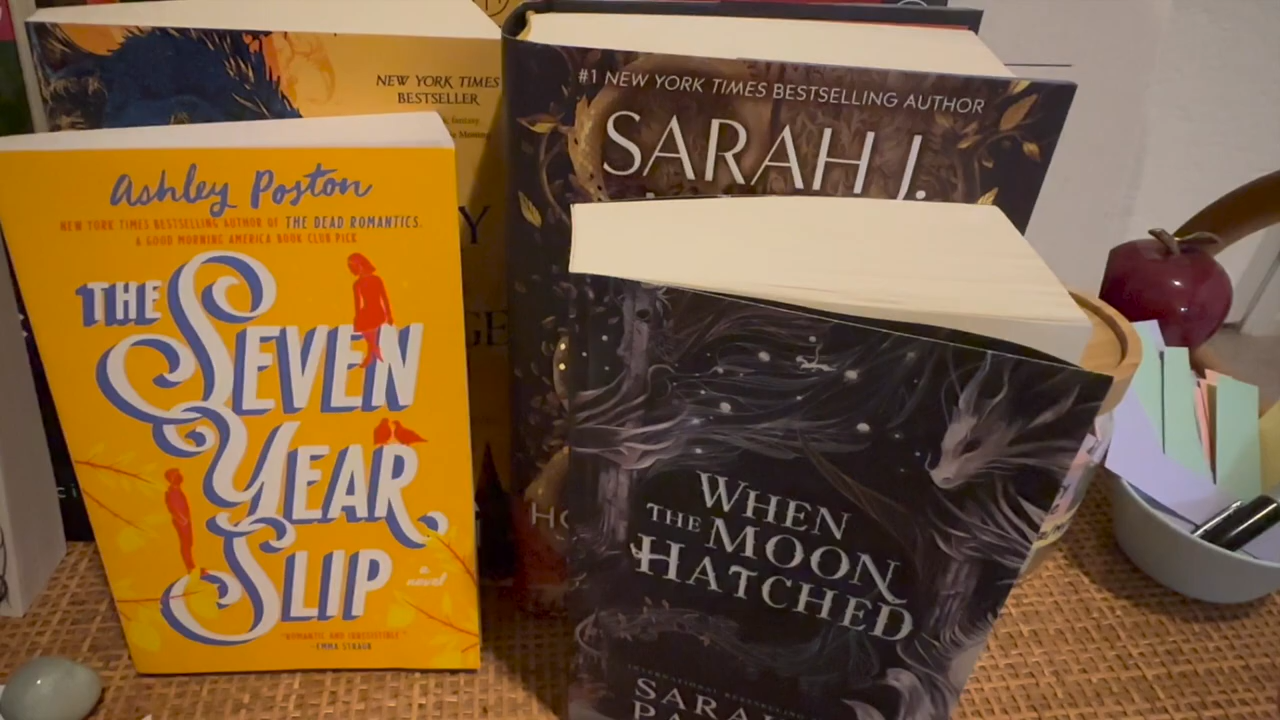 NEW YORK TIMES
BESTSELLER
#1 NEW YORK TIMES BESTSELLING AUTHOR
SARAH J.
Ashley Poston
NEW YORK TIMES BESTSELLING AUTHOR OF THE DEAD ROMANTICS.
A GOOD MORNING AMERICA BOOK CLUB PICK
THE
SEVEN
YEAR
SLIP
a
novel
"ROMANTIC AND IRRESISTIBLE."
—EMMA STRAUB
WHEN
THE MOON
HATCHED
INTERNATIONAL BESTSELLING